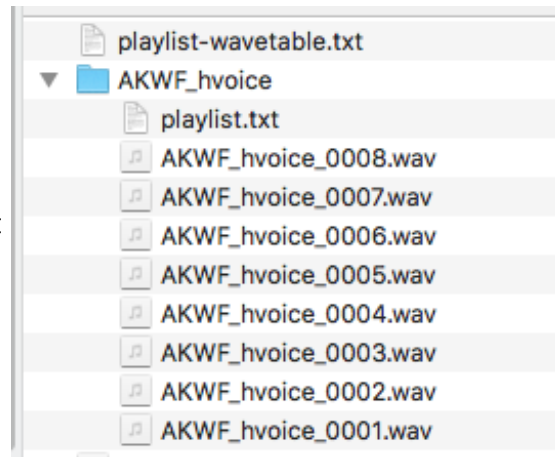 playlist-wavetable.txt
AKWF_hvoice
playlist.txt
AKWF_hvoice_0008.wav
AKWF_hvoice_0007.wav
AKWF_hvoice_0006.wav
AKWF_hvoice_0005.wav
AKWF_hvoice_0004.wav
AKWF_hvoice_0003.wav
AKWF_hvoice_0002.wav
AKWF_hvoice_0001.wav